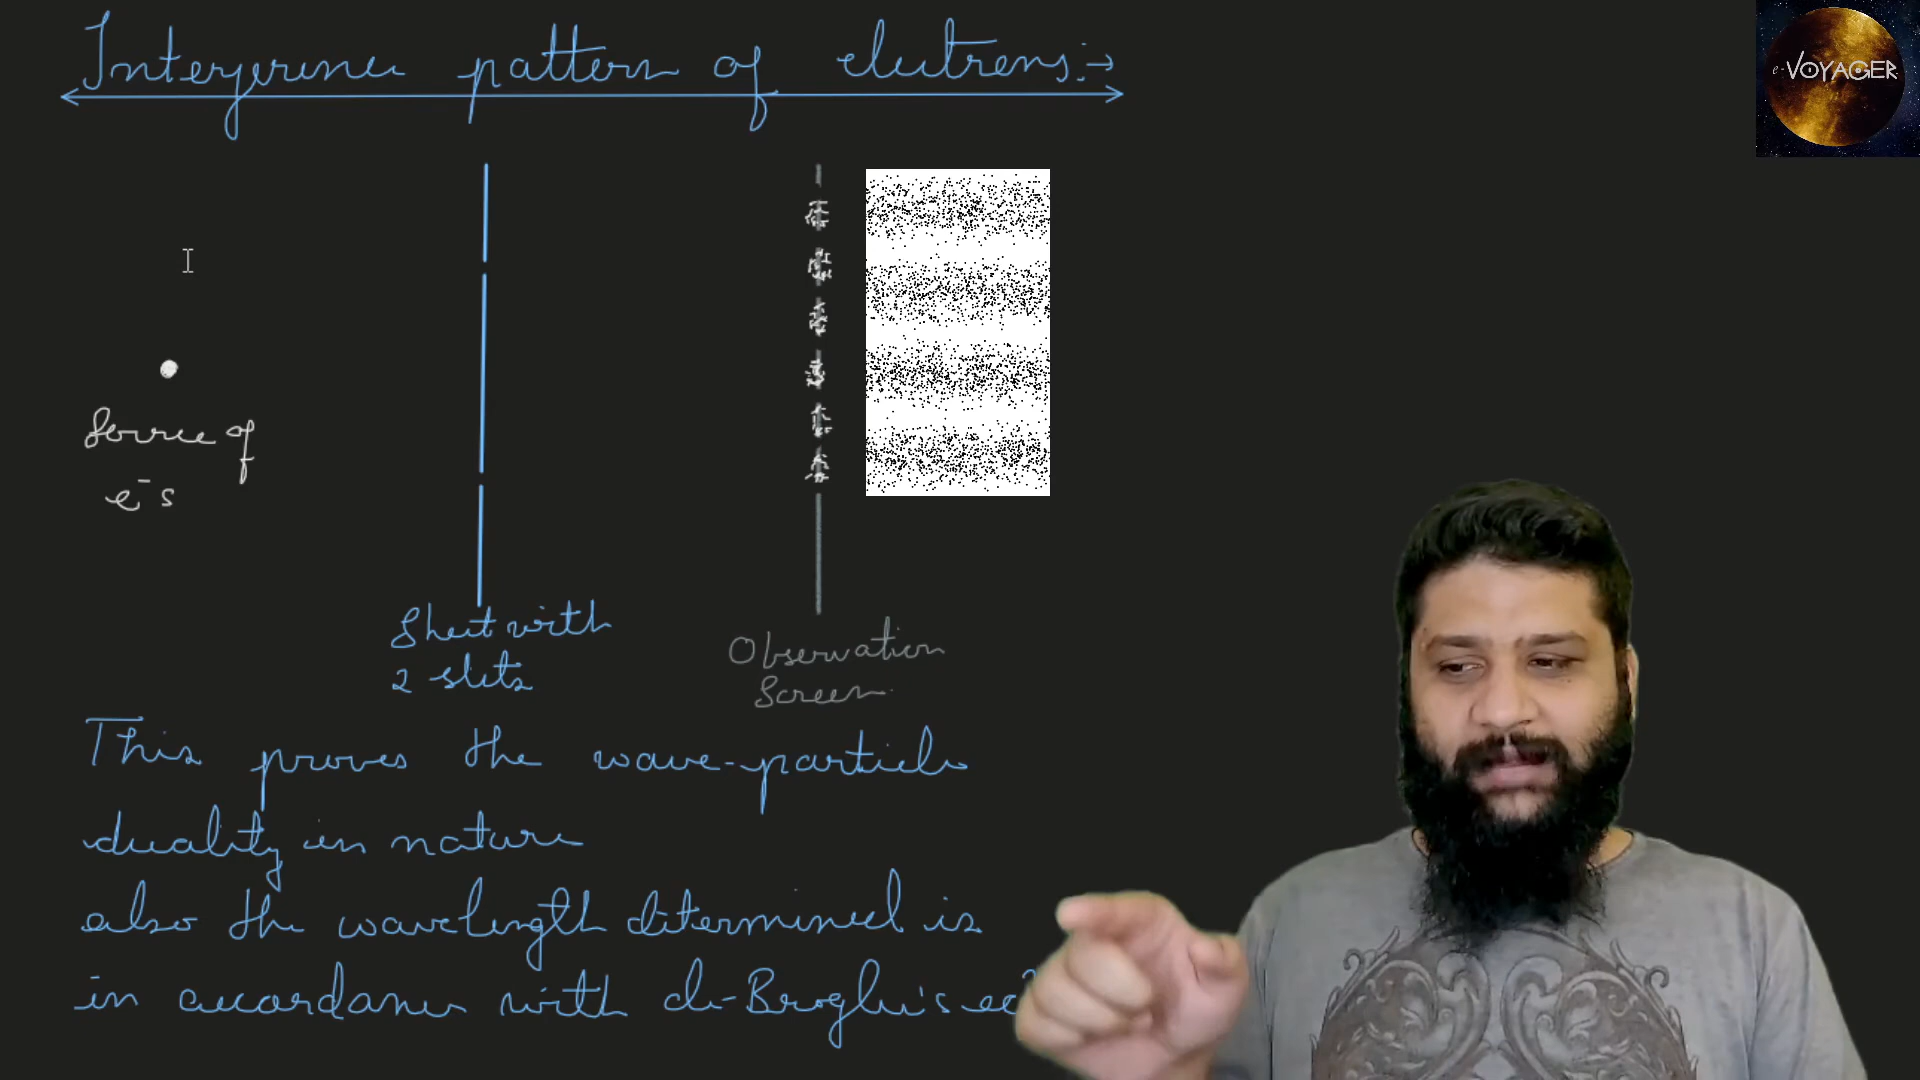 Interference pattern of electrons:→
e-VOYAGER
Source of
e⁻s
Sheet with
2 slits
Observation
Screen
This proves the wave-particle
duality in nature
also the wavelength determined is
in accordance with de-Broglie's